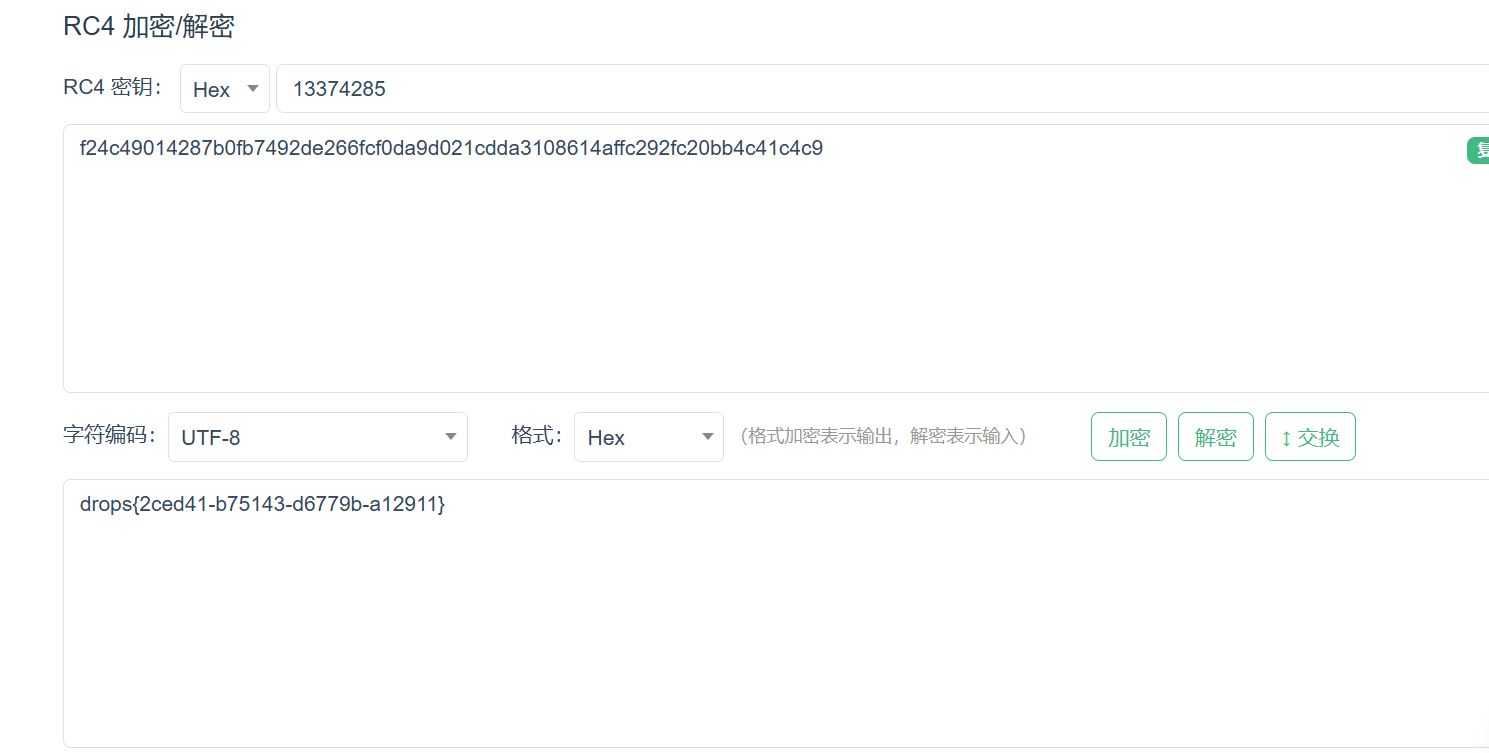 RC4 加密/解密
RC4 密钥： Hex 13374285
f24c49014287b0fb7492de266fcf0da9d021cdda3108614affc292fc20bb4c41c4c9
字符编码： UTF-8 格式： Hex （格式加密表示输出，解密表示输入） 加密 解密 ↕ 交换
drops{2ced41-b75143-d6779b-a12911}